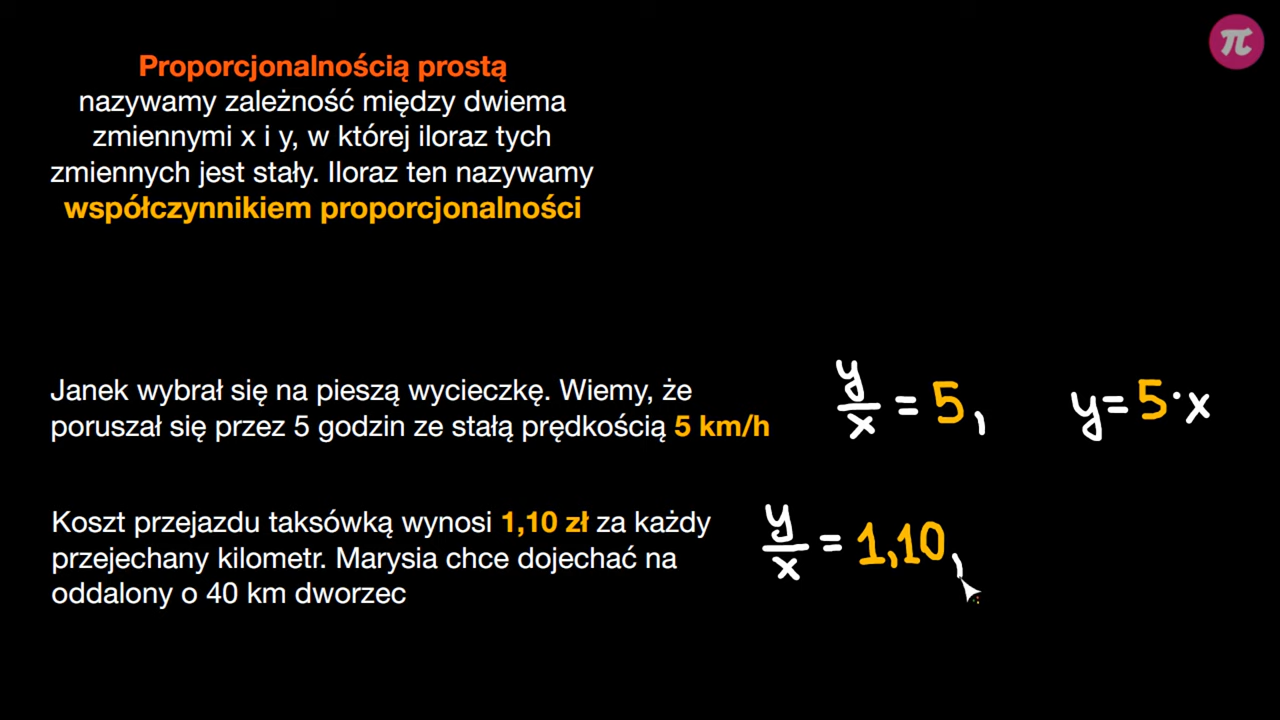 π
Proporcjonalnością prostą
nazywamy zależność między dwiema
zmiennymi x i y, w której iloraz tych
zmiennych jest stały. Iloraz ten nazywamy
współczynnikiem proporcjonalności
Janek wybrał się na pieszą wycieczkę. Wiemy, że
poruszał się przez 5 godzin ze stałą prędkością 5 km/h
y/x = 5, y = 5·x
Koszt przejazdu taksówką wynosi 1,10 zł za każdy
przejechany kilometr. Marysia chce dojechać na
oddalony o 40 km dworzec
y/x = 1,10,